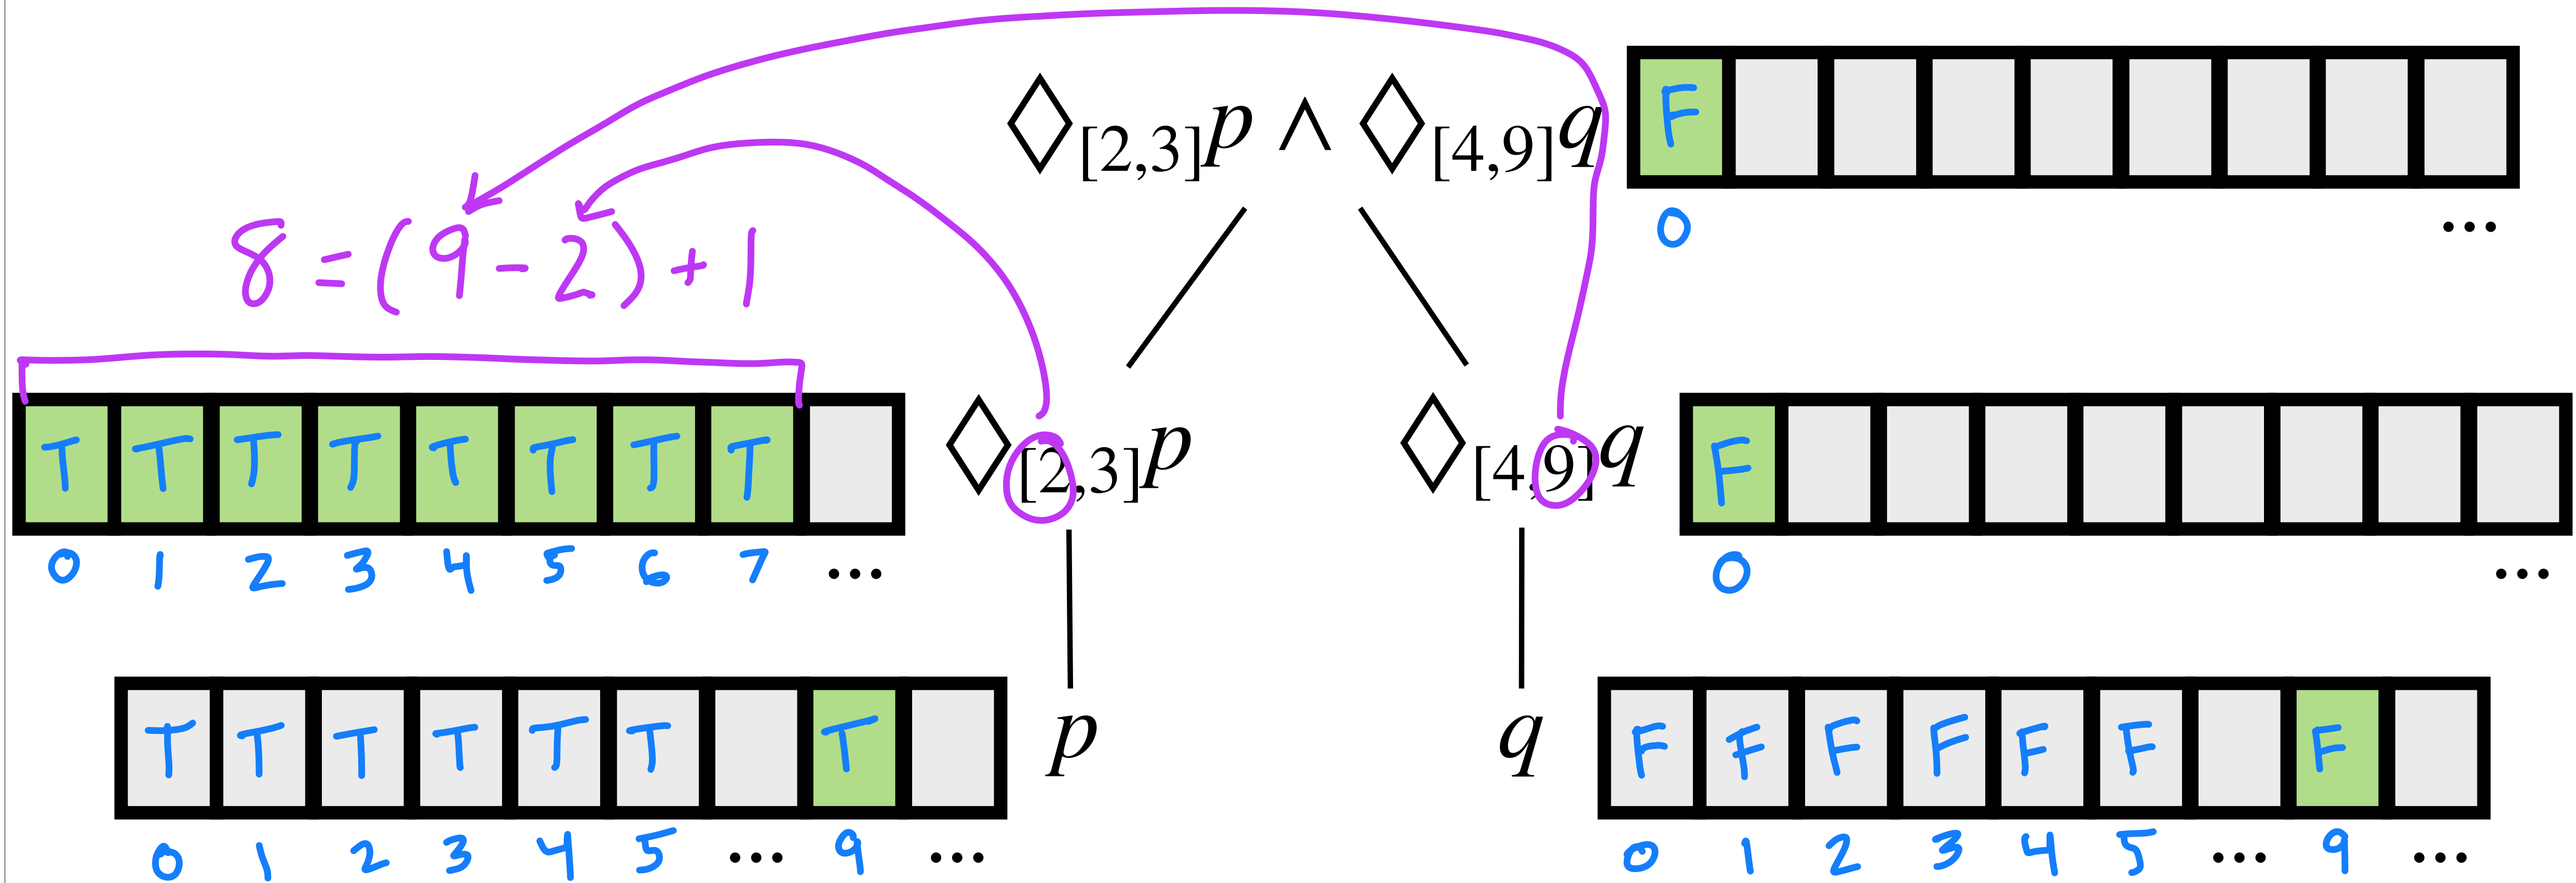 ◇[2,3]p ∧ ◇[4,9]q
F
0 ...
8 = (9 - 2) + 1
T T T T T T T T
0 1 2 3 4 5 6 7 ...
◇[2,3]p
◇[4,9]q
F
0 ...
T T T T T T T
0 1 2 3 4 5 ... 9 ...
p
q
F F F F F F F
0 1 2 3 4 5 ... 9 ...